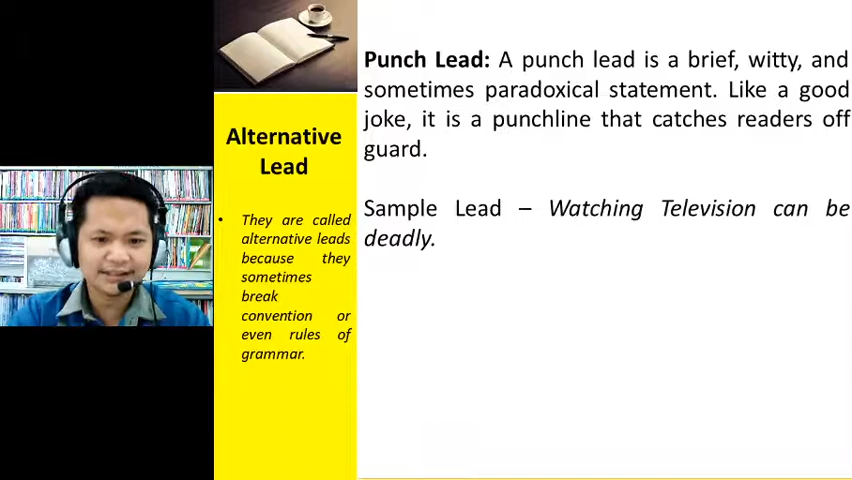 Alternative
Lead
• They are called
alternative leads
because they
sometimes
break
convention or
even rules of
grammar.
Punch Lead: A punch lead is a brief, witty, and
sometimes paradoxical statement. Like a good
joke, it is a punchline that catches readers off
guard.
Sample Lead – Watching Television can be
deadly.